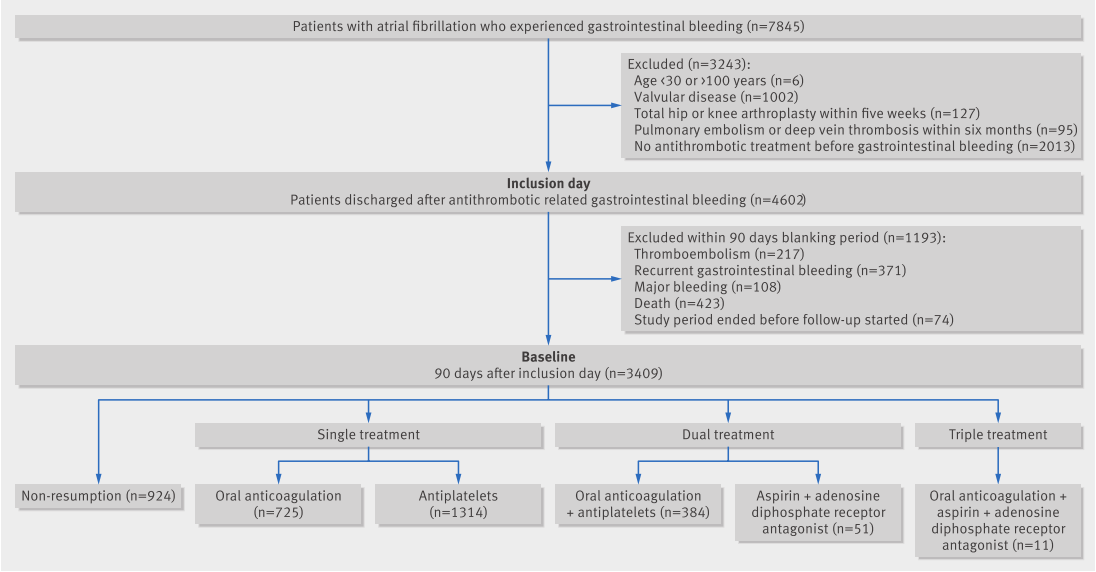 Patients with atrial fibrillation who experienced gastrointestinal bleeding (n=7845)
Excluded (n=3243):
Age <30 or >100 years (n=6)
Valvular disease (n=1002)
Total hip or knee arthroplasty within five weeks (n=127)
Pulmonary embolism or deep vein thrombosis within six months (n=95)
No antithrombotic treatment before gastrointestinal bleeding (n=2013)
Inclusion day
Patients discharged after antithrombotic related gastrointestinal bleeding (n=4602)
Excluded within 90 days blanking period (n=1193):
Thromboembolism (n=217)
Recurrent gastrointestinal bleeding (n=371)
Major bleeding (n=108)
Death (n=423)
Study period ended before follow-up started (n=74)
Baseline
90 days after inclusion day (n=3409)
Single treatment
Dual treatment
Triple treatment
Non-resumption (n=924)
Oral anticoagulation
(n=725)
Antiplatelets
(n=1314)
Oral anticoagulation
+ antiplatelets (n=384)
Aspirin + adenosine
diphosphate receptor
antagonist (n=51)
Oral anticoagulation +
aspirin + adenosine
diphosphate receptor
antagonist (n=11)